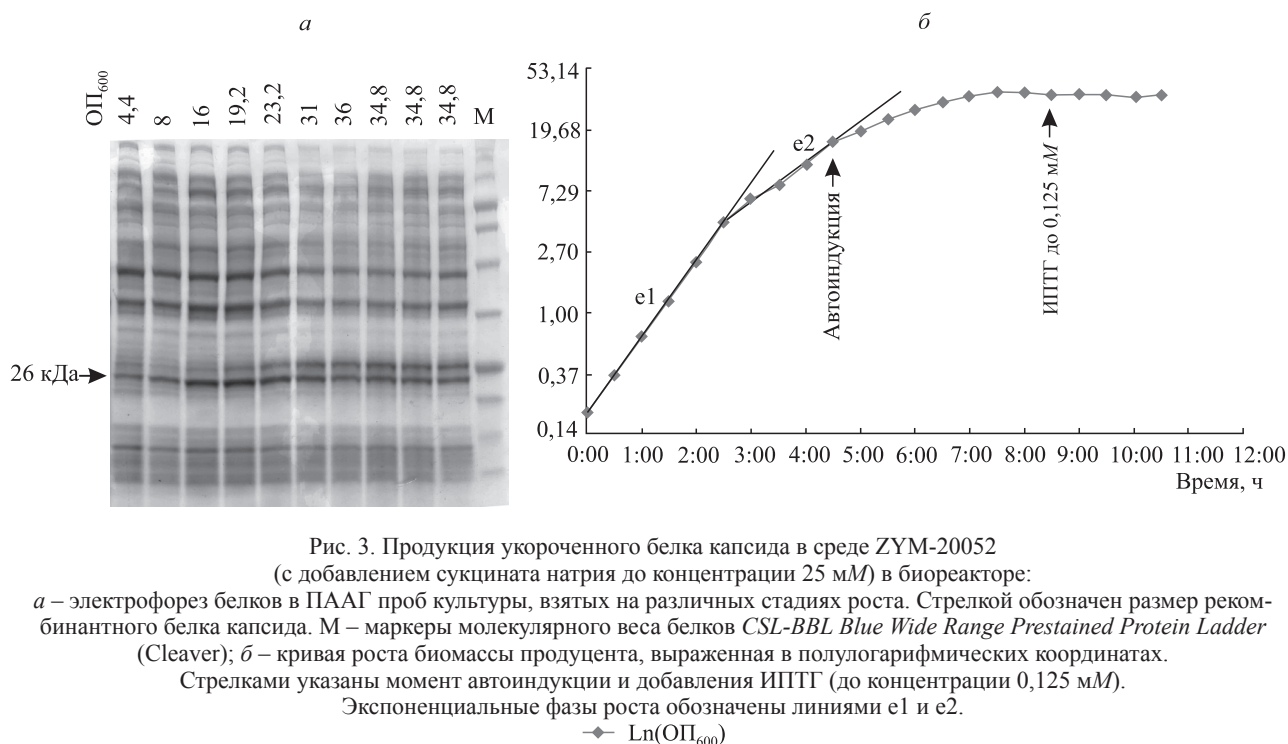 а
б
ОП600
4,4
8
16
19,2
23,2
31
36
34,8
34,8
34,8
М
26 кДа
53,14
19,68
7,29
2,70
1,00
0,37
0,14
e1
e2
Автоиндукция
ИПТГ до 0,125 мМ
0:00 1:00 2:00 3:00 4:00 5:00 6:00 7:00 8:00 9:00 10:00 11:00 12:00
Время, ч
Рис. 3. Продукция укороченного белка капсида в среде ZYM-20052
(с добавлением сукцината натрия до концентрации 25 мМ) в биореакторе:
а – электрофорез белков в ПААГ проб культуры, взятых на различных стадиях роста. Стрелкой обозначен размер реком-
бинантного белка капсида. М – маркеры молекулярного веса белков CSL-BBL Blue Wide Range Prestained Protein Ladder
(Cleaver); б – кривая роста биомассы продуцента, выраженная в полулогарифмических координатах.
Стрелками указаны момент автоиндукции и добавления ИПТГ (до концентрации 0,125 мМ).
Экспоненциальные фазы роста обозначены линиями e1 и e2.
Ln(ОП600)